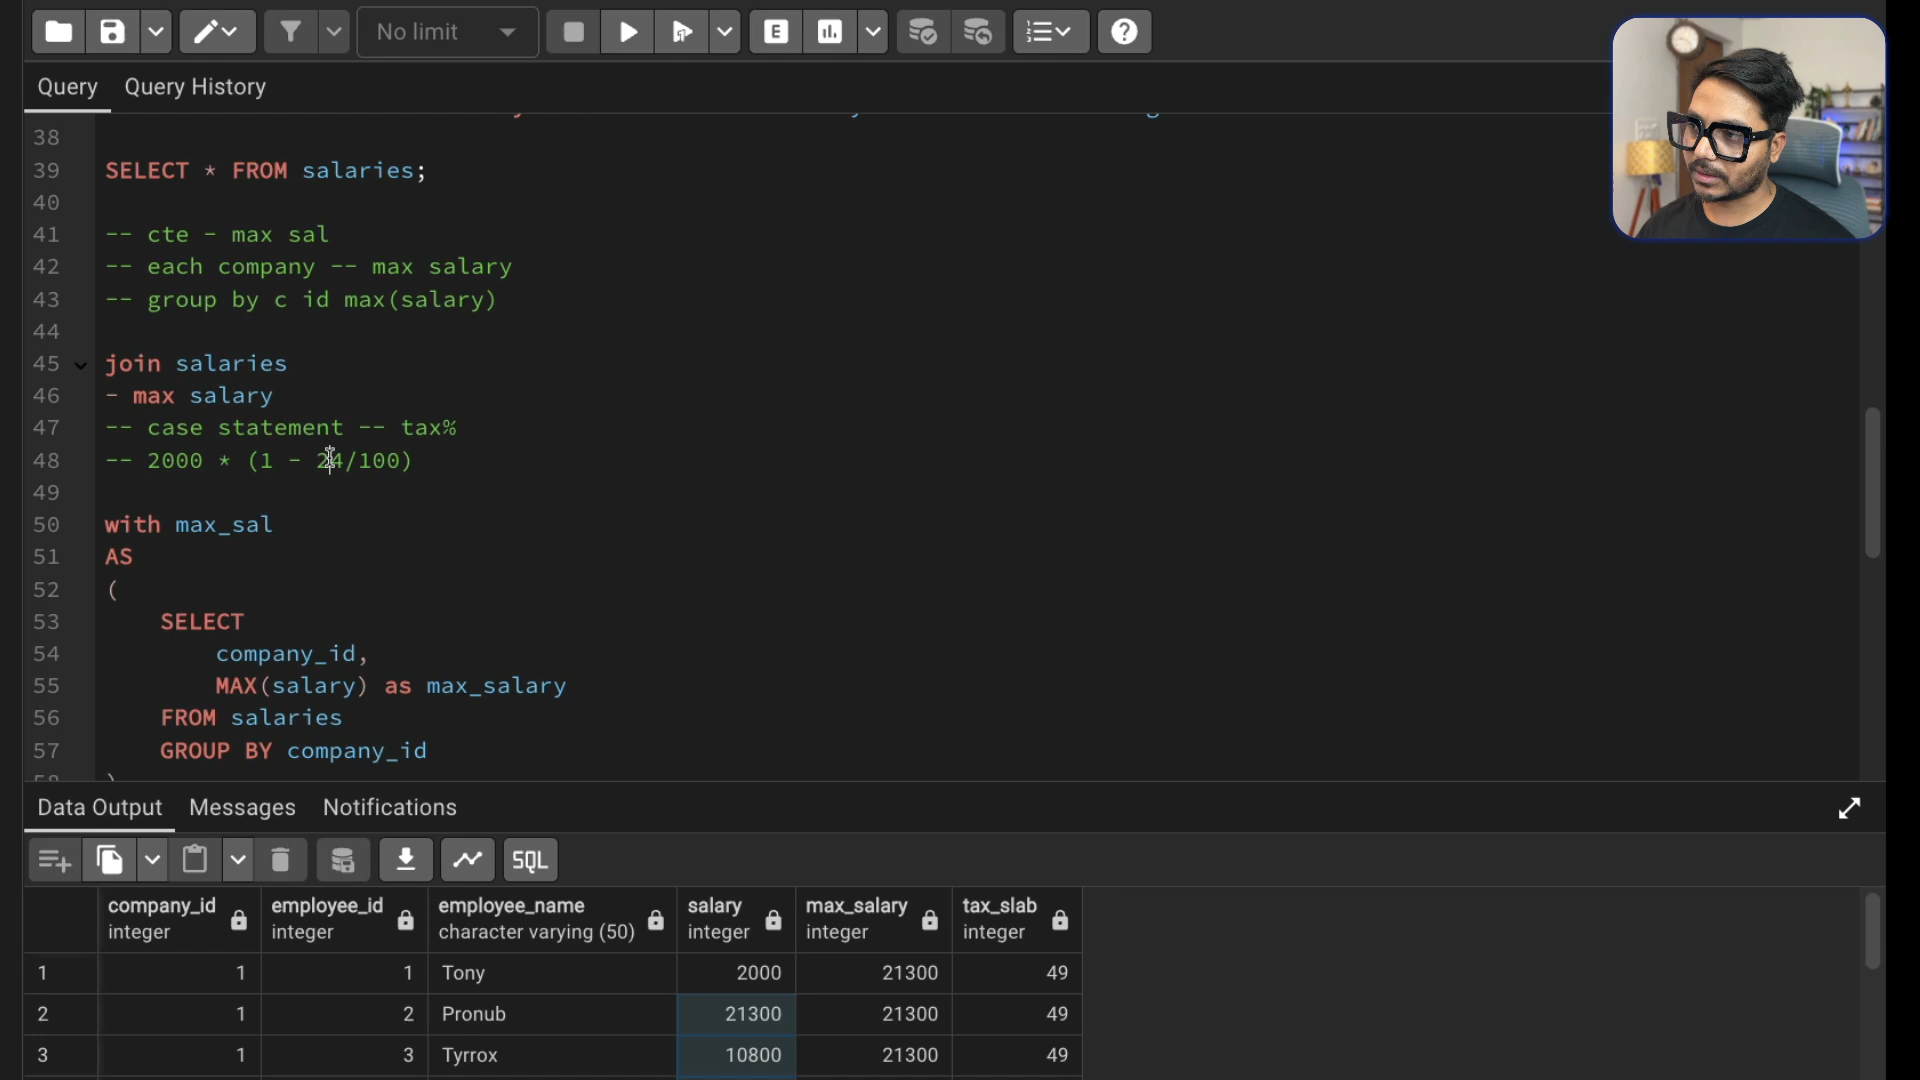 No limit
E
Query
Query History
38
39 SELECT * FROM salaries;
40
41 -- cte - max sal
42 -- each company -- max salary
43 -- group by c id max(salary)
44
45 join salaries
46 - max salary
47 -- case statement -- tax%
48 -- 2000 * (1 - 24/100)
49
50 with max_sal
51 AS
52 (
53 SELECT
54 company_id,
55 MAX(salary) as max_salary
56 FROM salaries
57 GROUP BY company_id
58 )
Data Output Messages Notifications
SQL
company_id employee_id employee_name salary max_salary tax_slab
integer integer character varying (50) integer integer integer
1 1 1 Tony 2000 21300 49
2 1 2 Pronub 21300 21300 49
3 1 3 Tyrrox 10800 21300 49